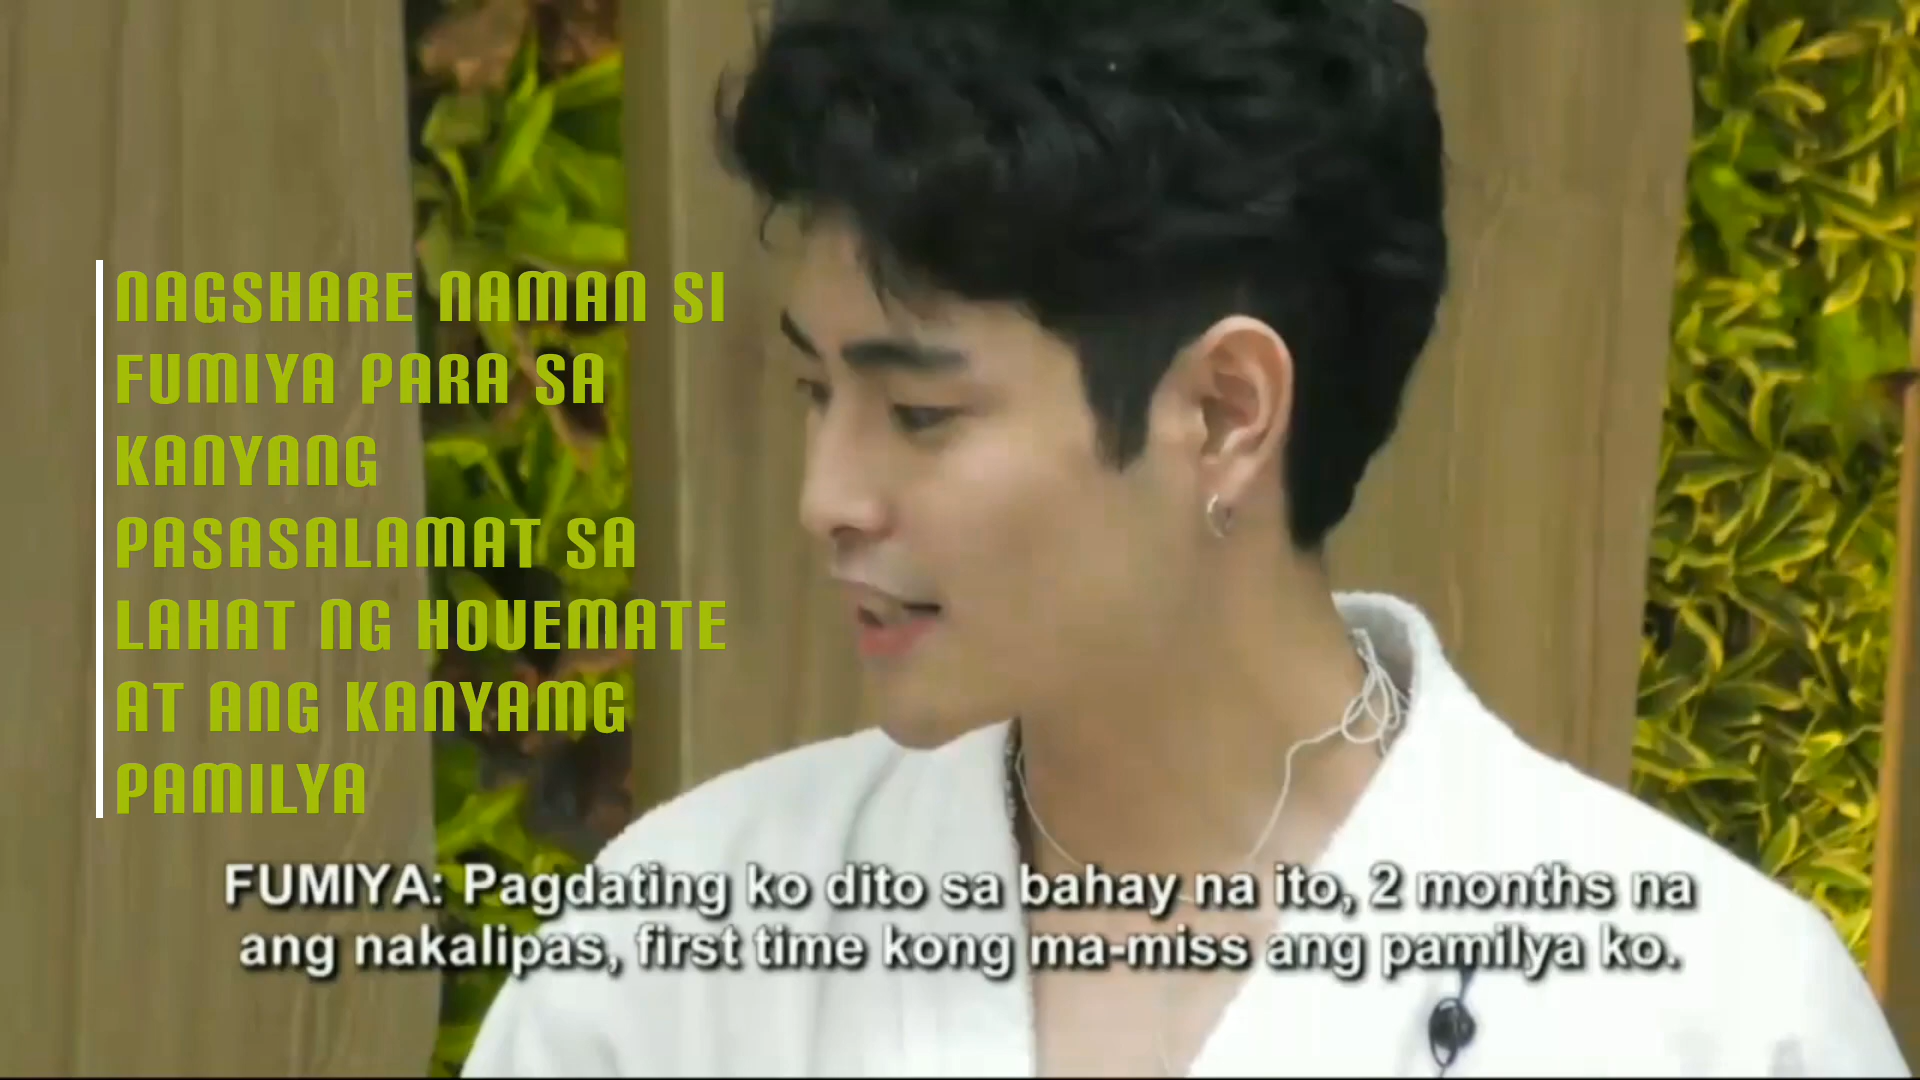 NAGSHARE NAMAN SI
FUMIYA PARA SA
KANYANG
PASASALAMAT SA
LAHAT NG HOUEMATE
AT ANG KANYAMG
PAMILYA
FUMIYA: Pagdating ko dito sa bahay na ito, 2 months na
ang nakalipas, first time kong ma-miss ang pamilya ko.